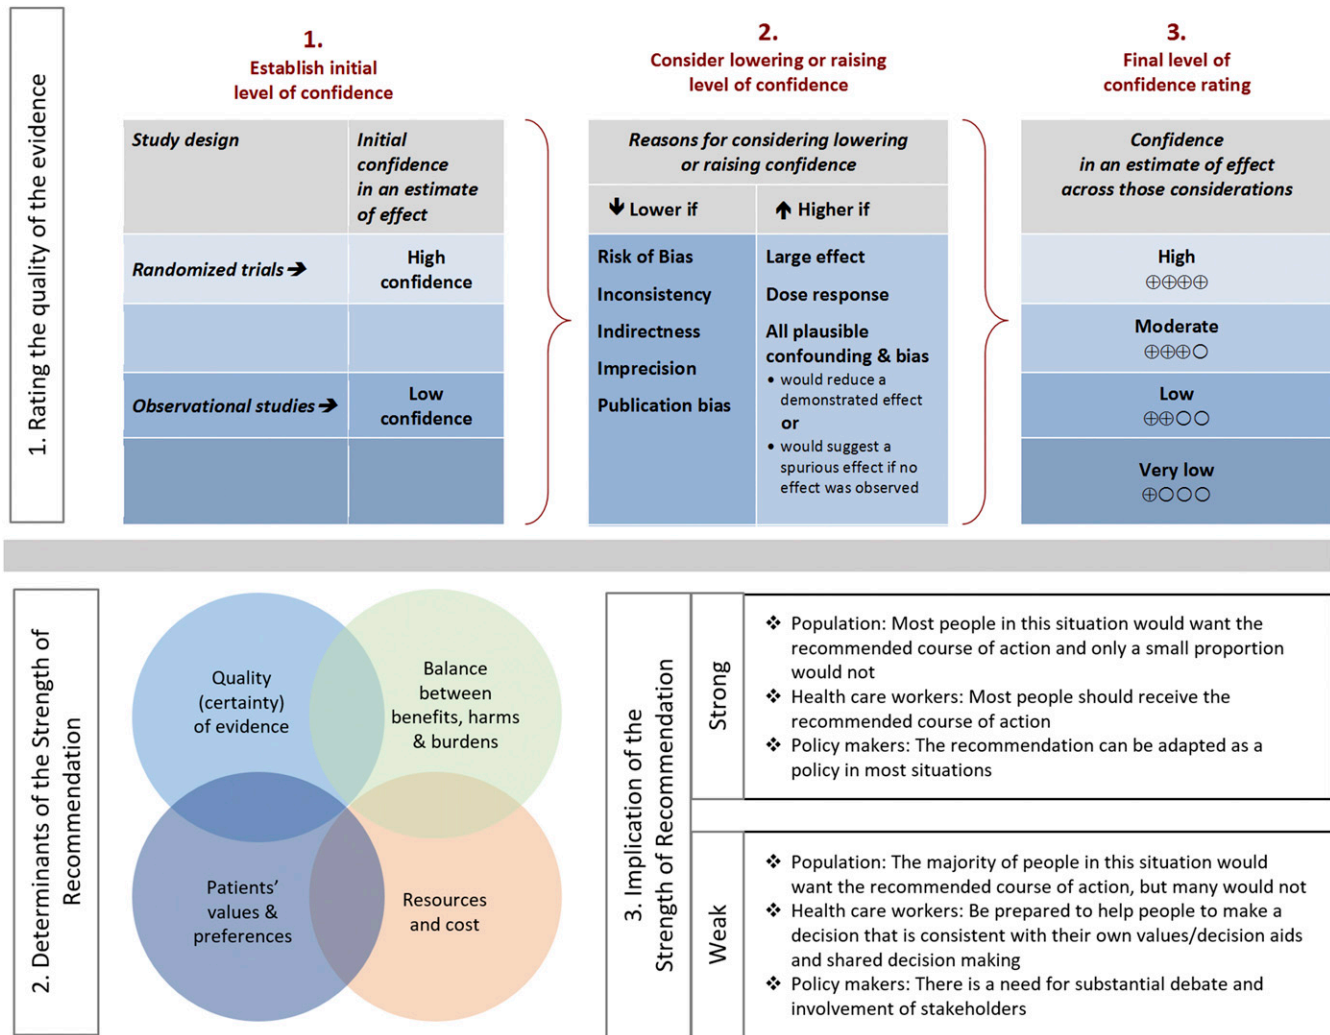 1. Rating the quality of the evidence
1.
Establish initial
level of confidence
2.
Consider lowering or raising
level of confidence
3.
Final level of
confidence rating
Study design
Initial
confidence
in an estimate
of effect
Randomized trials ➔
High
confidence
Observational studies ➔
Low
confidence
Reasons for considering lowering
or raising confidence
🡇 Lower if
🡅 Higher if
Risk of Bias
Inconsistency
Indirectness
Imprecision
Publication bias
Large effect
Dose response
All plausible
confounding & bias
• would reduce a
demonstrated effect
or
• would suggest a
spurious effect if no
effect was observed
Confidence
in an estimate of effect
across those considerations
High
⊕⊕⊕⊕
Moderate
⊕⊕⊕○
Low
⊕⊕○○
Very low
⊕○○○
2. Determinants of the Strength of
Recommendation
Quality
(certainty)
of evidence
Balance
between
benefits, harms
& burdens
Patients'
values &
preferences
Resources
and cost
3. Implication of the
Strength of Recommendation
Strong
❖ Population: Most people in this situation would want the
recommended course of action and only a small proportion
would not
❖ Health care workers: Most people should receive the
recommended course of action
❖ Policy makers: The recommendation can be adapted as a
policy in most situations
Weak
❖ Population: The majority of people in this situation would
want the recommended course of action, but many would not
❖ Health care workers: Be prepared to help people to make a
decision that is consistent with their own values/decision aids
and shared decision making
❖ Policy makers: There is a need for substantial debate and
involvement of stakeholders